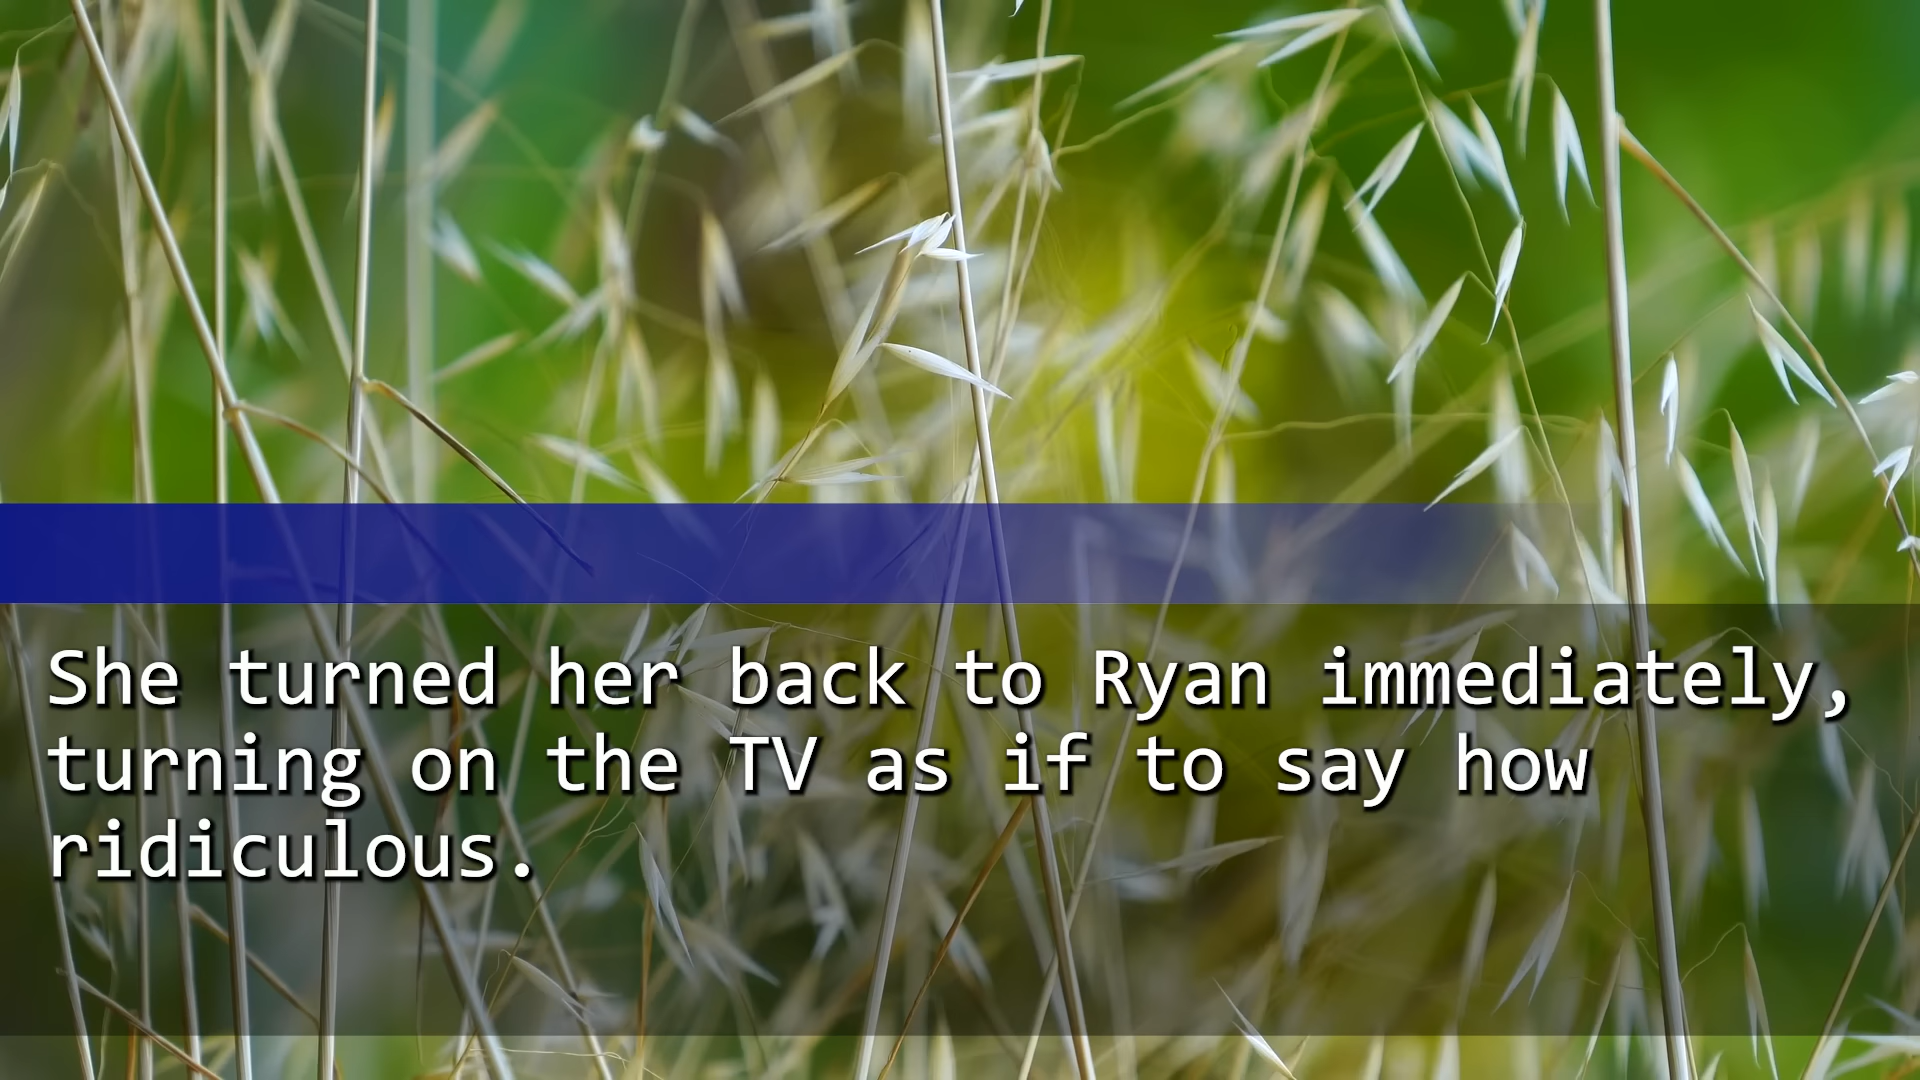 She turned her back to Ryan immediately,
turning on the TV as if to say how
ridiculous.